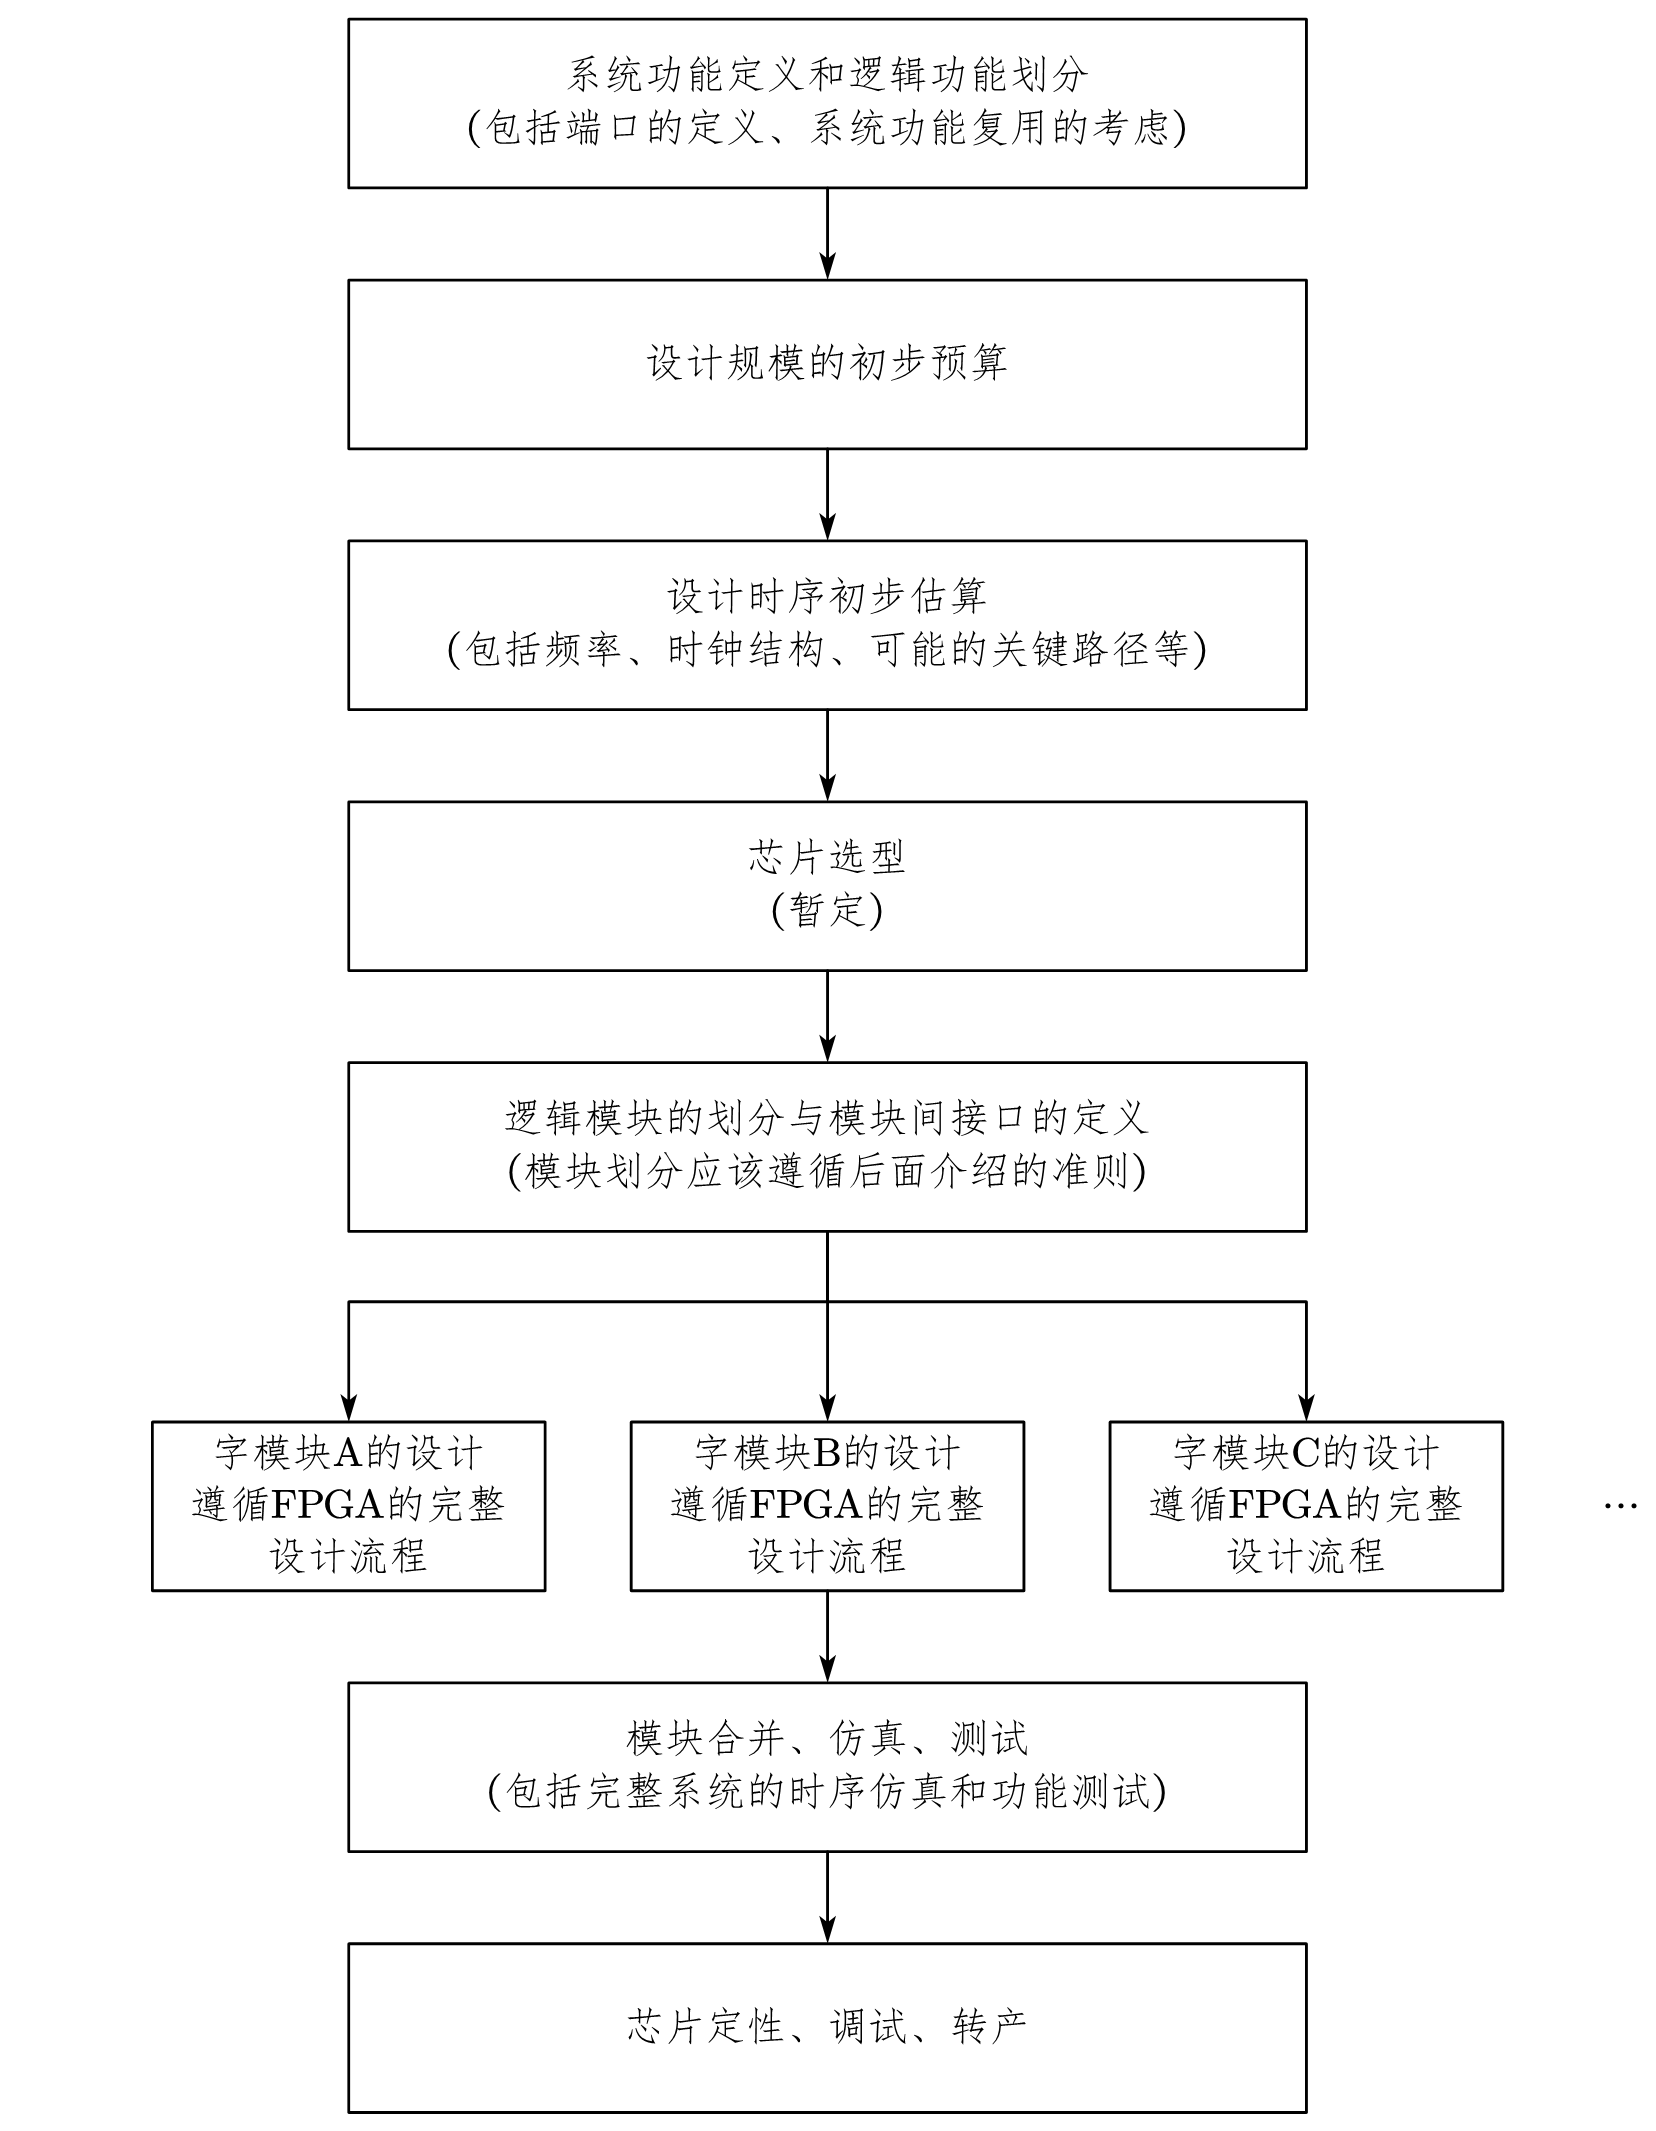 系统功能定义和逻辑功能划分
(包括端口的定义、系统功能复用的考虑)
设计规模的初步预算
设计时序初步估算
(包括频率、时钟结构、可能的关键路径等)
芯片选型
(暂定)
逻辑模块的划分与模块间接口的定义
(模块划分应该遵循后面介绍的准则)
字模块A的设计
遵循FPGA的完整
设计流程
字模块B的设计
遵循FPGA的完整
设计流程
字模块C的设计
遵循FPGA的完整
设计流程
…
模块合并、仿真、测试
(包括完整系统的时序仿真和功能测试)
芯片定性、调试、转产